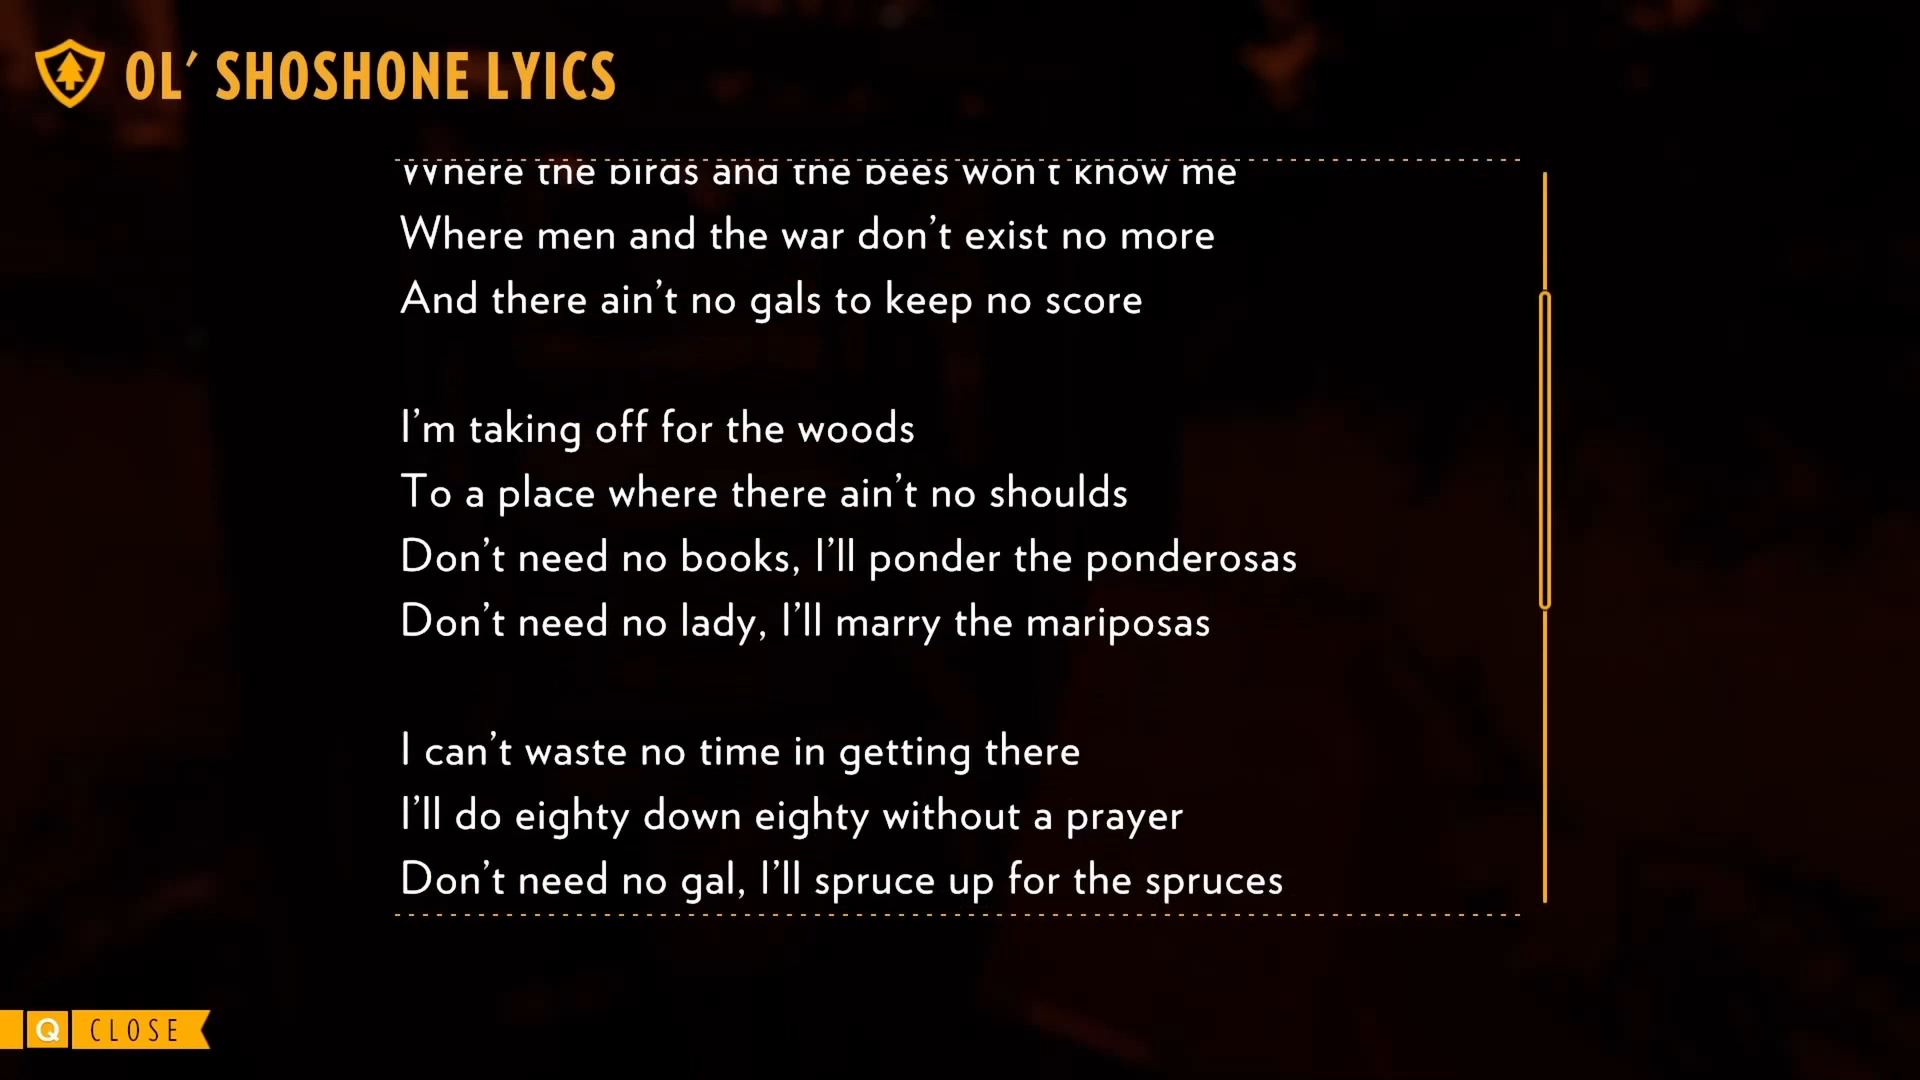 OL' SHOSHONE LYICS
Where the birds and the bees won't know me
Where men and the war don't exist no more
And there ain't no gals to keep no score
I'm taking off for the woods
To a place where there ain't no shoulds
Don't need no books, I'll ponder the ponderosas
Don't need no lady, I'll marry the mariposas
I can't waste no time in getting there
I'll do eighty down eighty without a prayer
Don't need no gal, I'll spruce up for the spruces
Q CLOSE